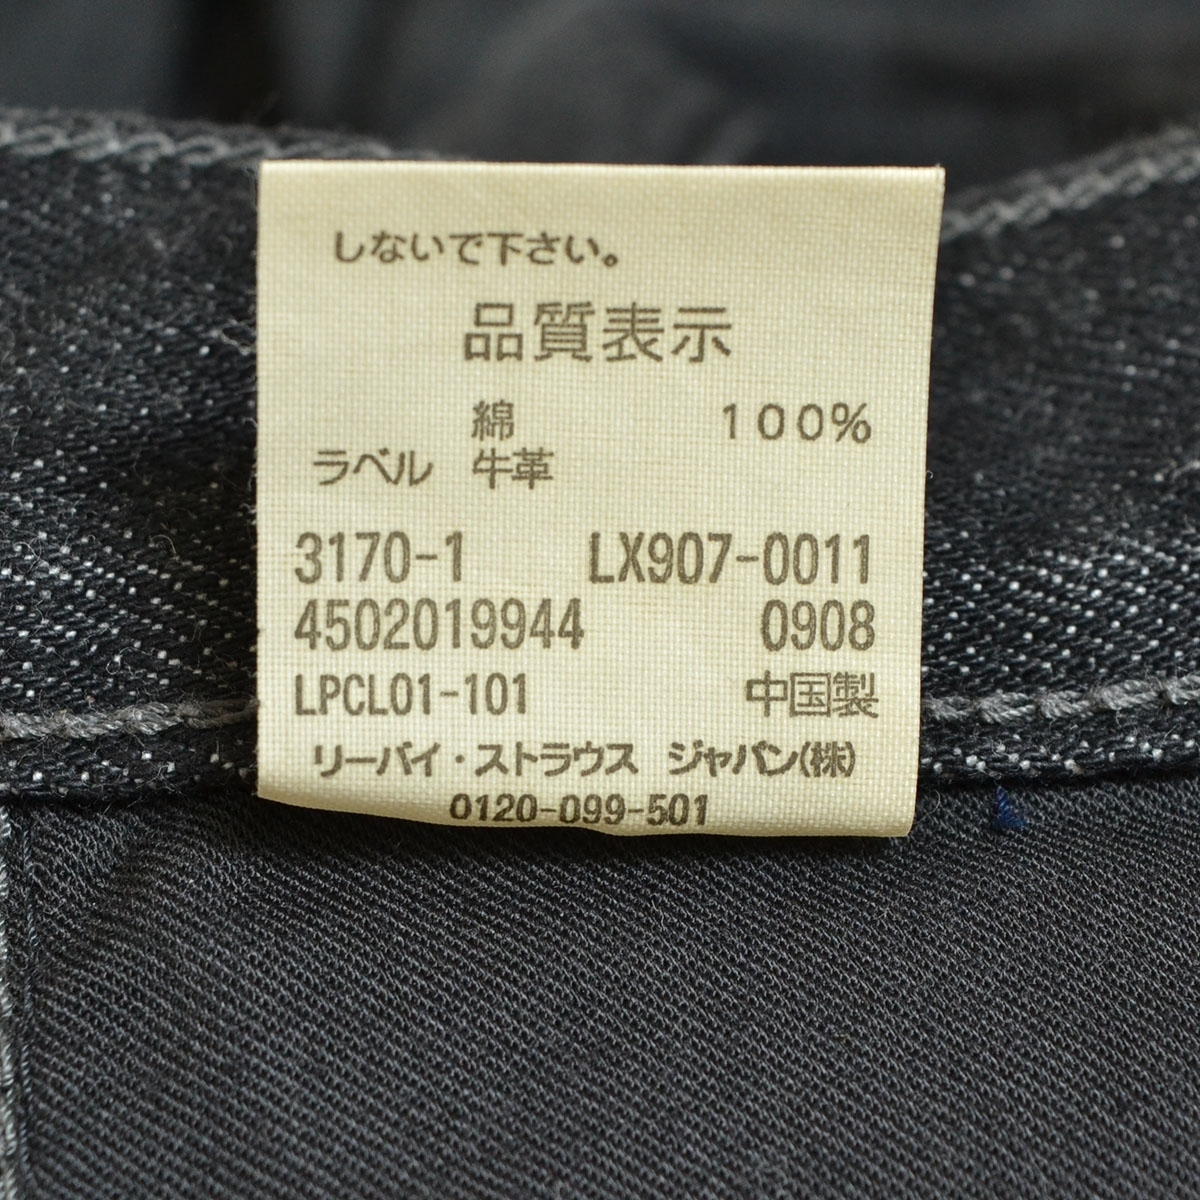 しないで下さい。
品質表示
綿 100%
ラベル 牛革
3170-1 LX907-0011
4502019944 0908
LPCL01-101 中国製
リーバイ・ストラウス ジャパン(株)
0120-099-501